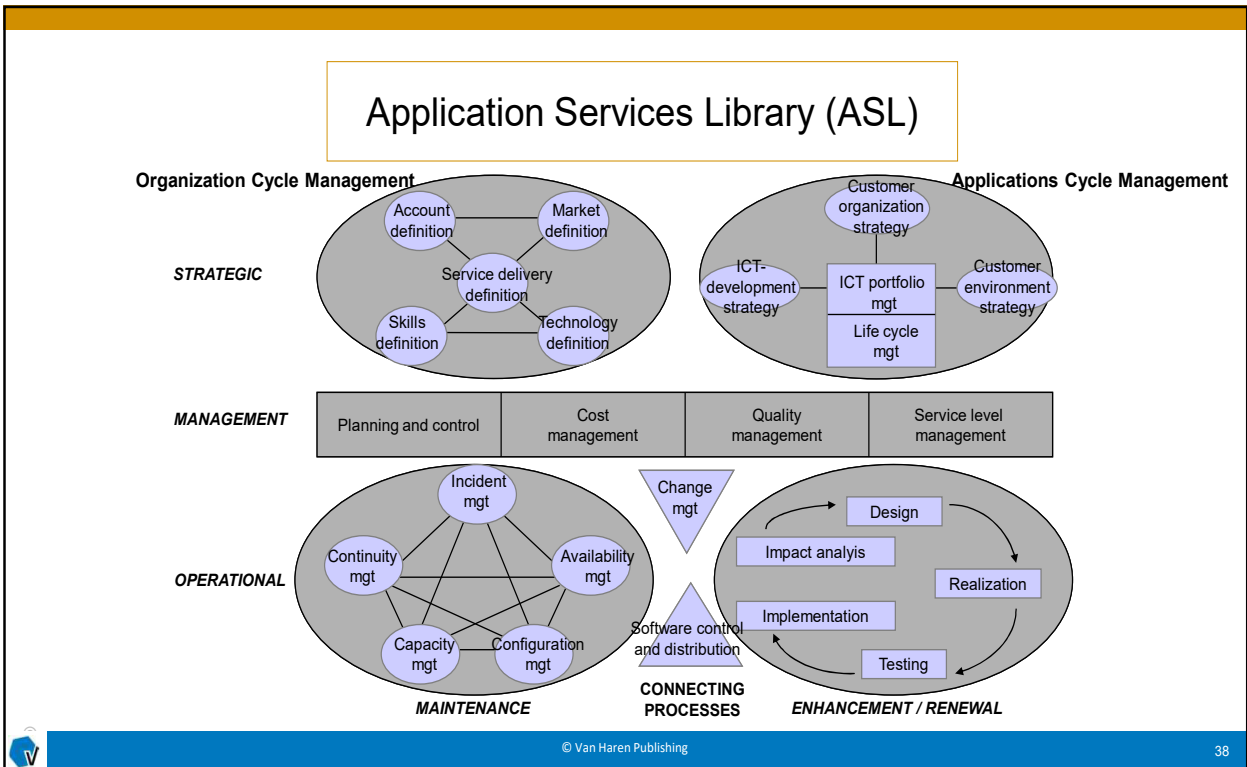 Application Services Library (ASL)
Organization Cycle Management
Applications Cycle Management
STRATEGIC
Account
definition
Market
definition
Service delivery
definition
Skills
definition
Technology
definition
Customer
organization
strategy
ICT-
development
strategy
ICT portfolio
mgt
Life cycle
mgt
Customer
environment
strategy
MANAGEMENT
Planning and control
Cost
management
Quality
management
Service level
management
OPERATIONAL
Incident
mgt
Continuity
mgt
Availability
mgt
Capacity
mgt
Configuration
mgt
MAINTENANCE
Change
mgt
Software control
and distribution
CONNECTING
PROCESSES
Design
Impact analyis
Realization
Implementation
Testing
ENHANCEMENT / RENEWAL
© Van Haren Publishing
38